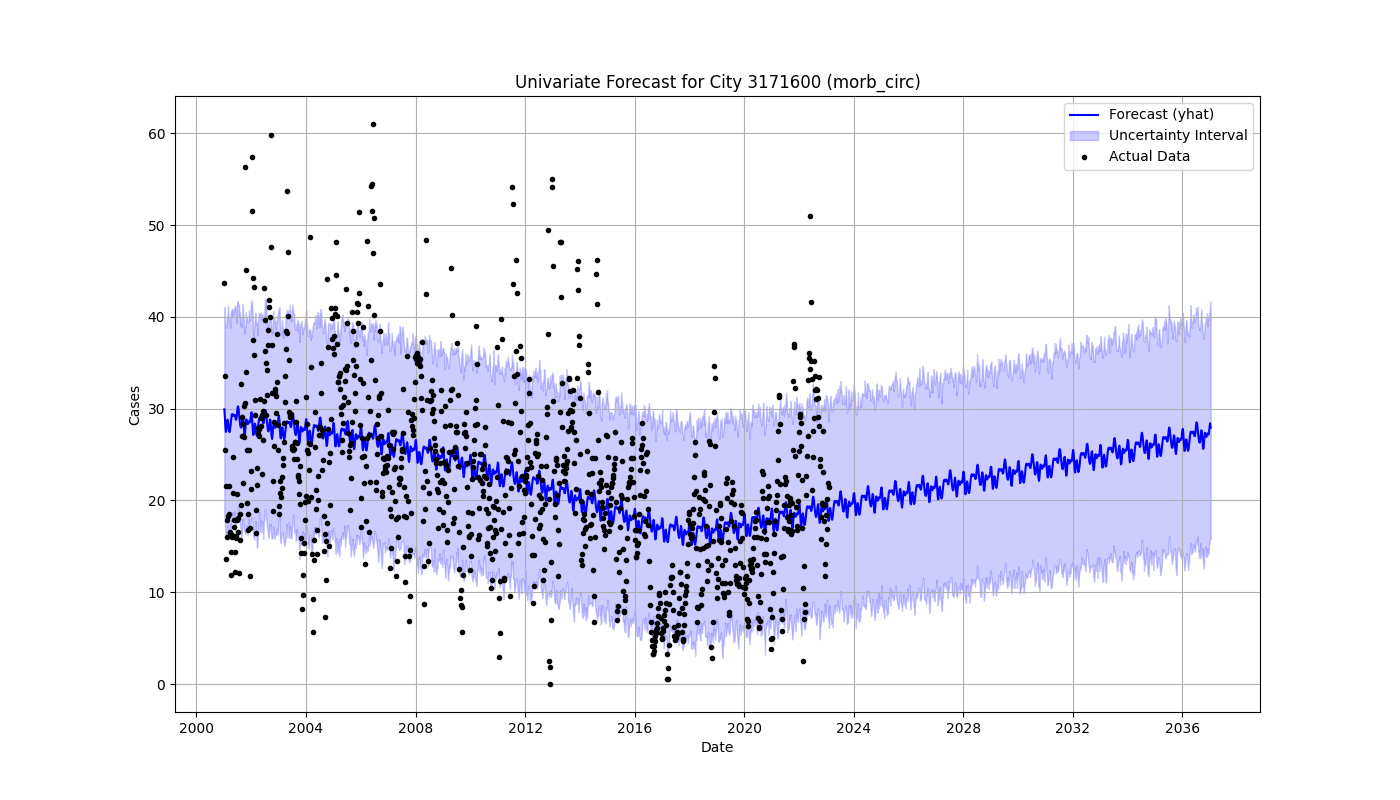 Univariate Forecast for City 3171600 (morb_circ)
Forecast (yhat)
Uncertainty Interval
Actual Data
Cases
60
50
40
30
20
10
0
2000 2004 2008 2012 2016 2020 2024 2028 2032 2036
Date